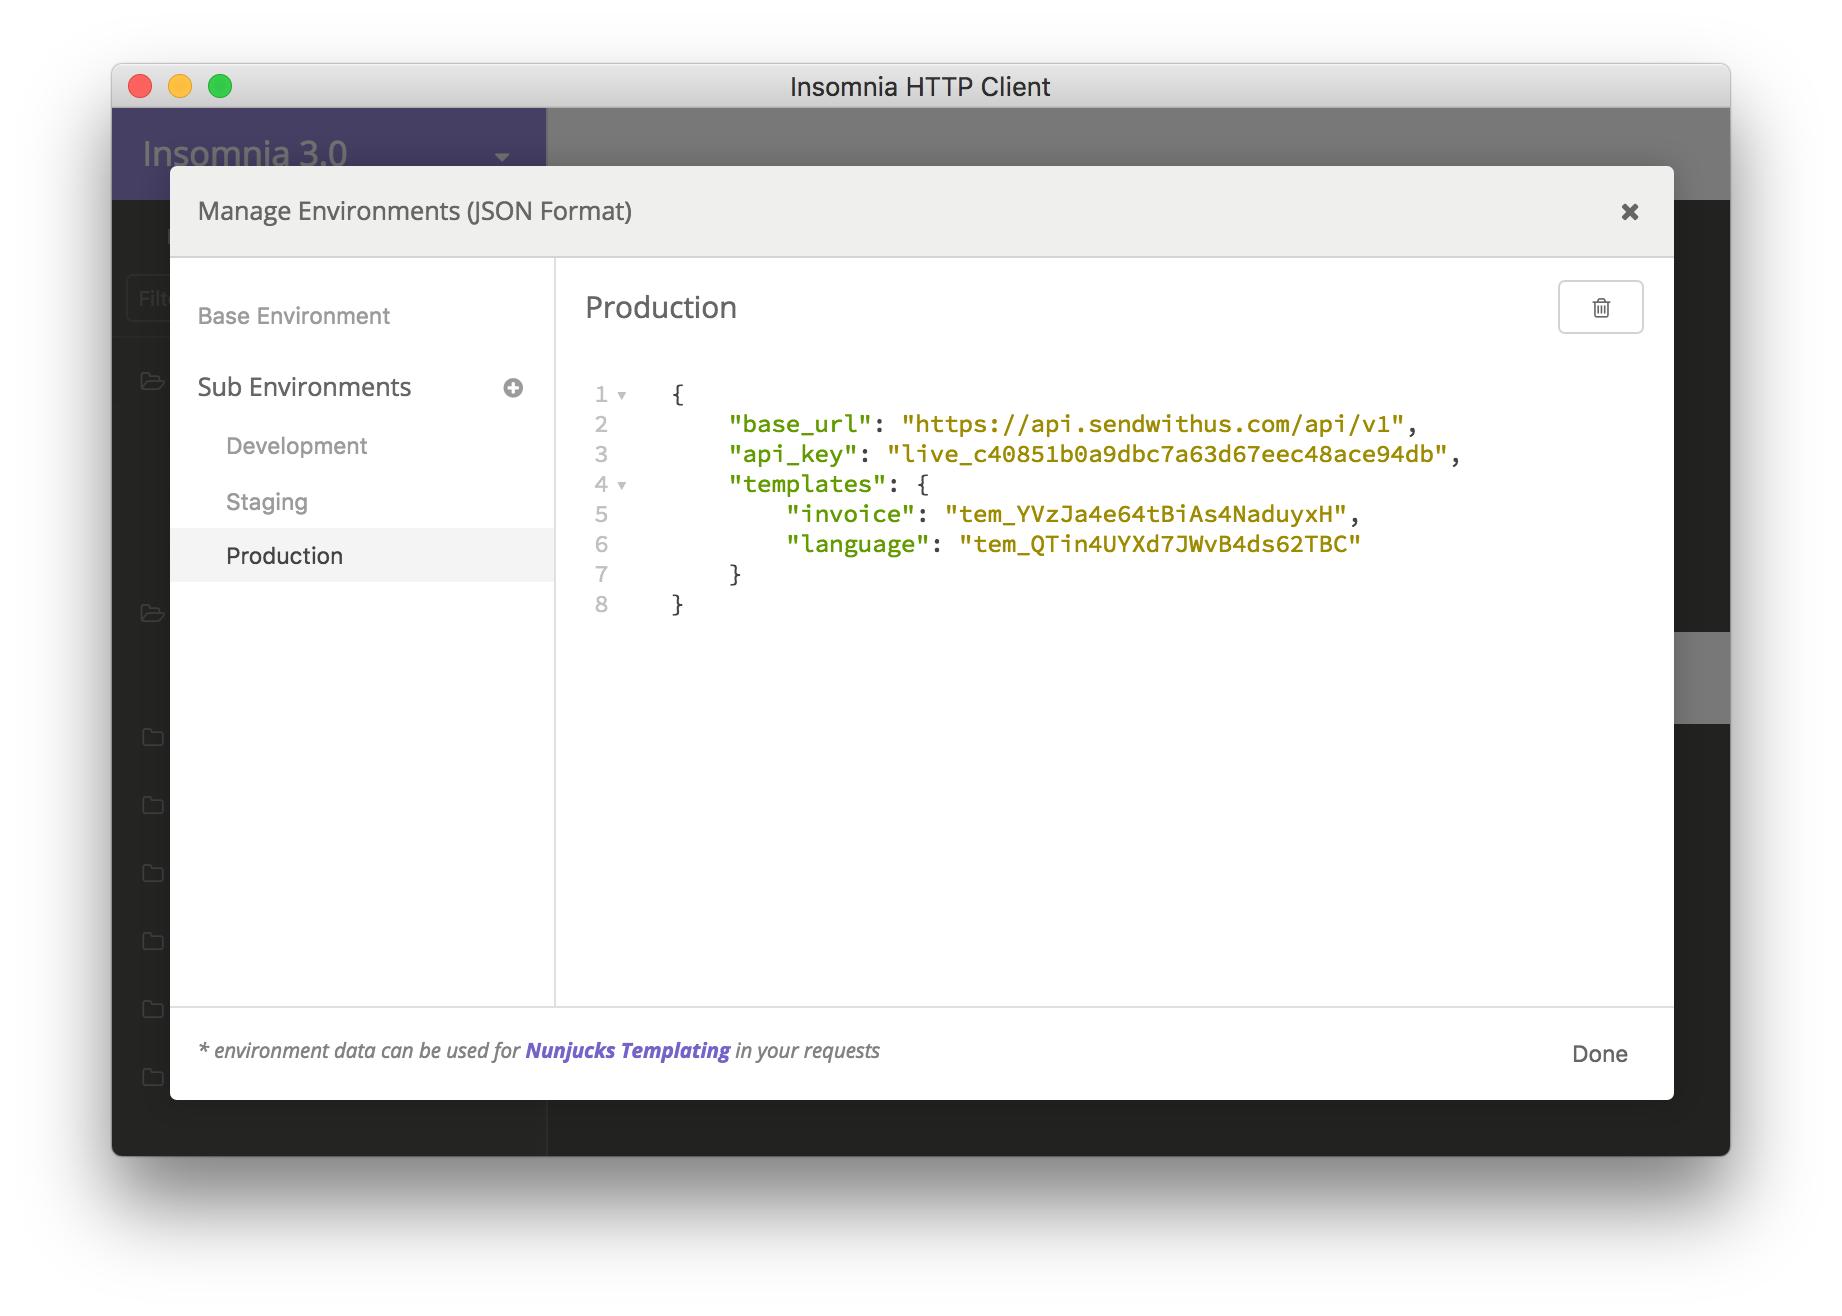 Insomnia HTTP Client
Insomnia 3.0
Manage Environments (JSON Format)
Base Environment
Sub Environments
Development
Staging
Production
Production
1 {
2 "base_url": "https://api.sendwithus.com/api/v1",
3 "api_key": "live_c40851b0a9dbc7a63d67eec48ace94db",
4 "templates": {
5 "invoice": "tem_YVzJa4e64tBiAs4NaduyxH",
6 "language": "tem_QTin4UYXd7JWvB4ds62TBC"
7 }
8 }
* environment data can be used for Nunjucks Templating in your requests
Done